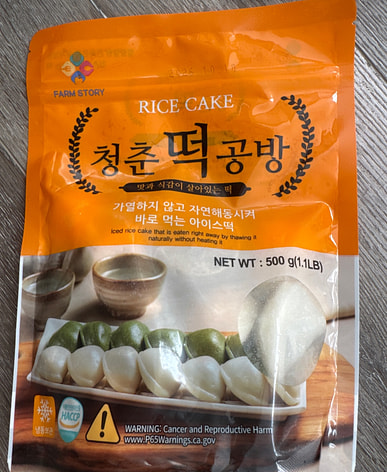 FARM STORY
RICE CAKE
청춘 떡 공방
맛과 식감이 살아있는 떡
가열하지 않고 자연해동시켜
바로 먹는 아이스떡
Iced rice cake that is eaten right away by thawing it
naturally without heating it
NET WT : 500 g(1.1LB)
HACCP
WARNING: Cancer and Reproductive Harm
www.P65Warnings.ca.gov